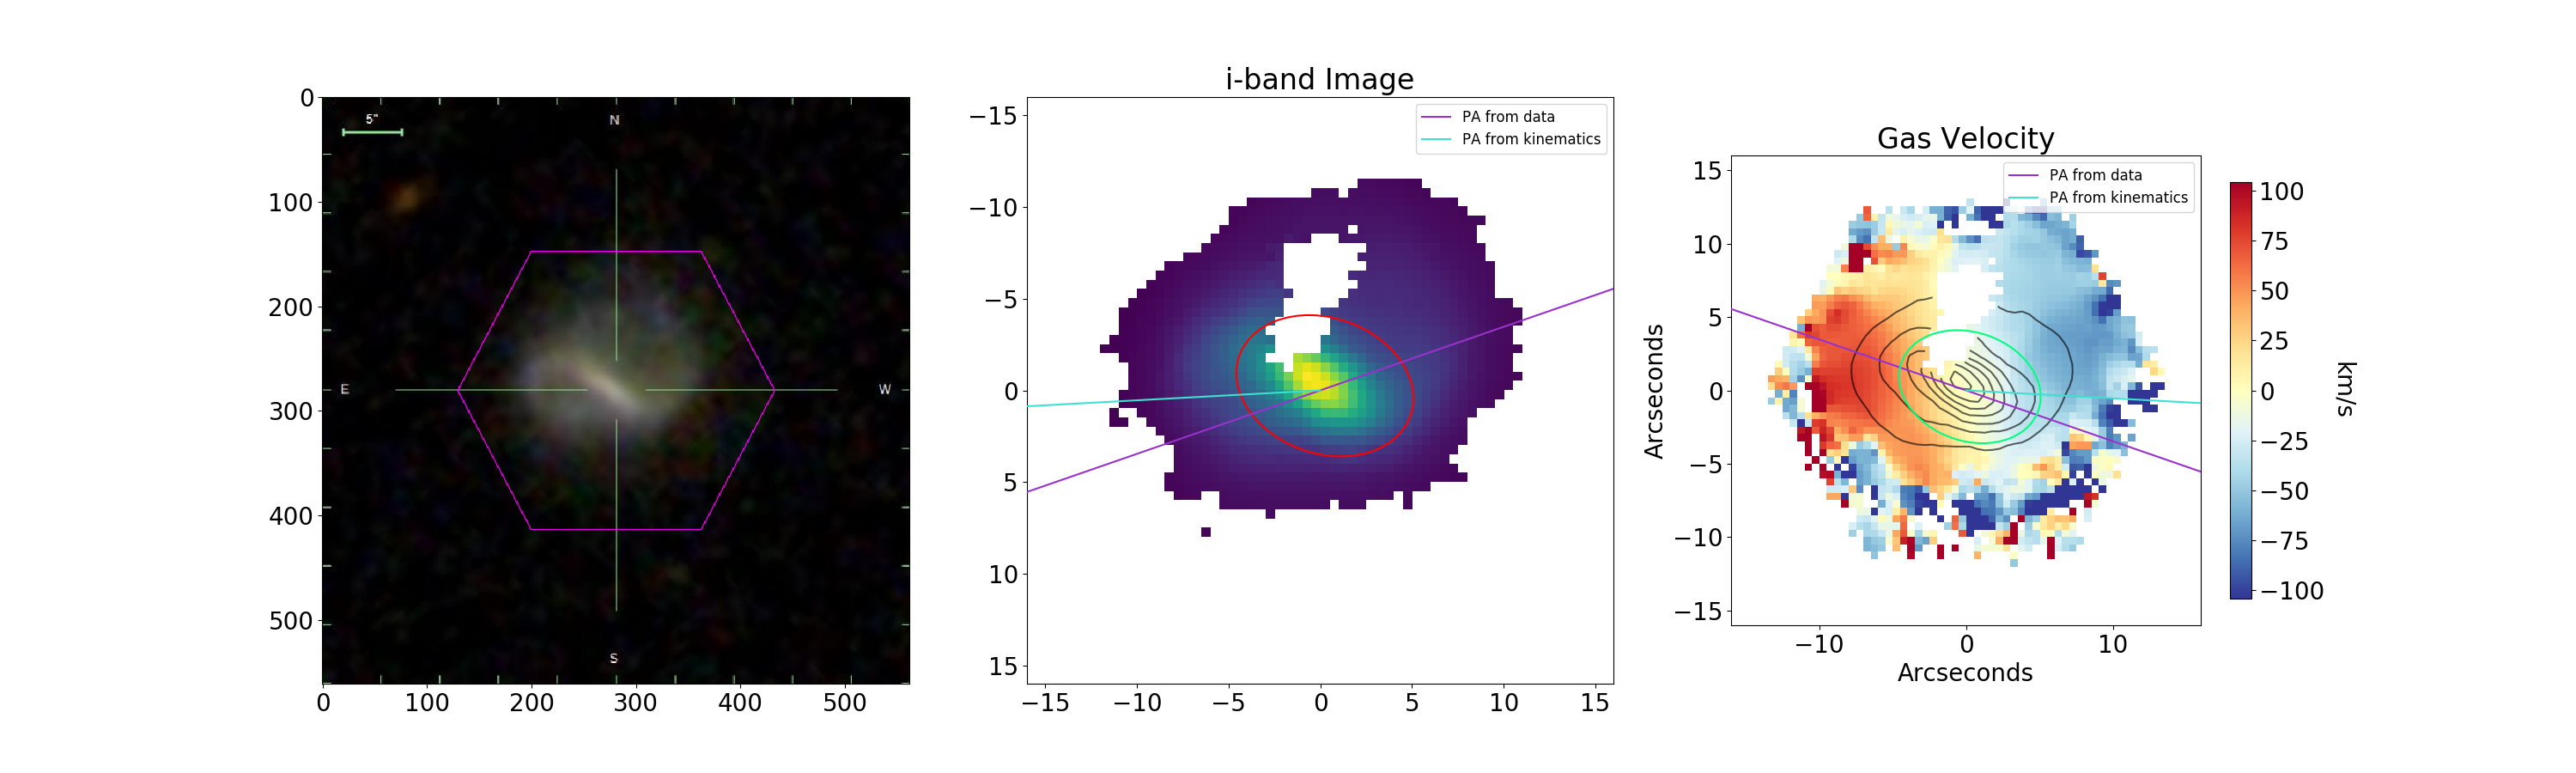 5"
N
E
W
S
0
100
200
300
400
500
0 100 200 300 400 500
i-band Image
PA from data
PA from kinematics
−15
−10
−5
0
5
10
15
−15 −10 −5 0 5 10 15
Gas Velocity
PA from data
PA from kinematics
Arcseconds
15
10
5
0
−5
−10
−15
−10 0 10
Arcseconds
100
75
50
25
0
−25
−50
−75
−100
km/s